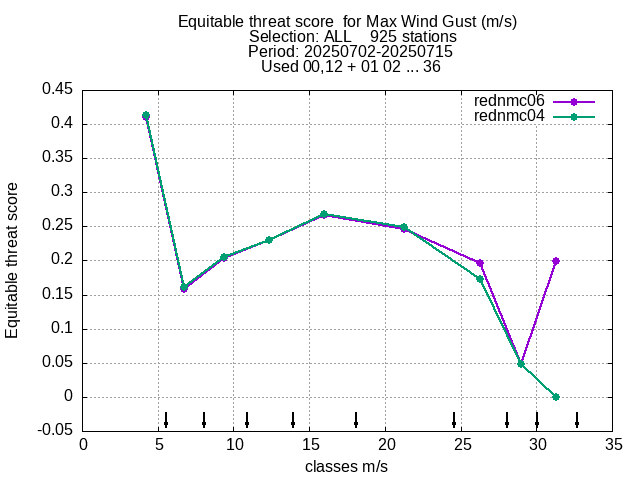 Equitable threat score  for Max Wind Gust (m/s)
Selection: ALL    925 stations
Period: 20250702-20250715
Used 00,12 + 01 02 ... 36
rednmc06
rednmc04
Equitable threat score
0.45
0.4
0.35
0.3
0.25
0.2
0.15
0.1
0.05
0
-0.05
0 5 10 15 20 25 30 35
classes m/s